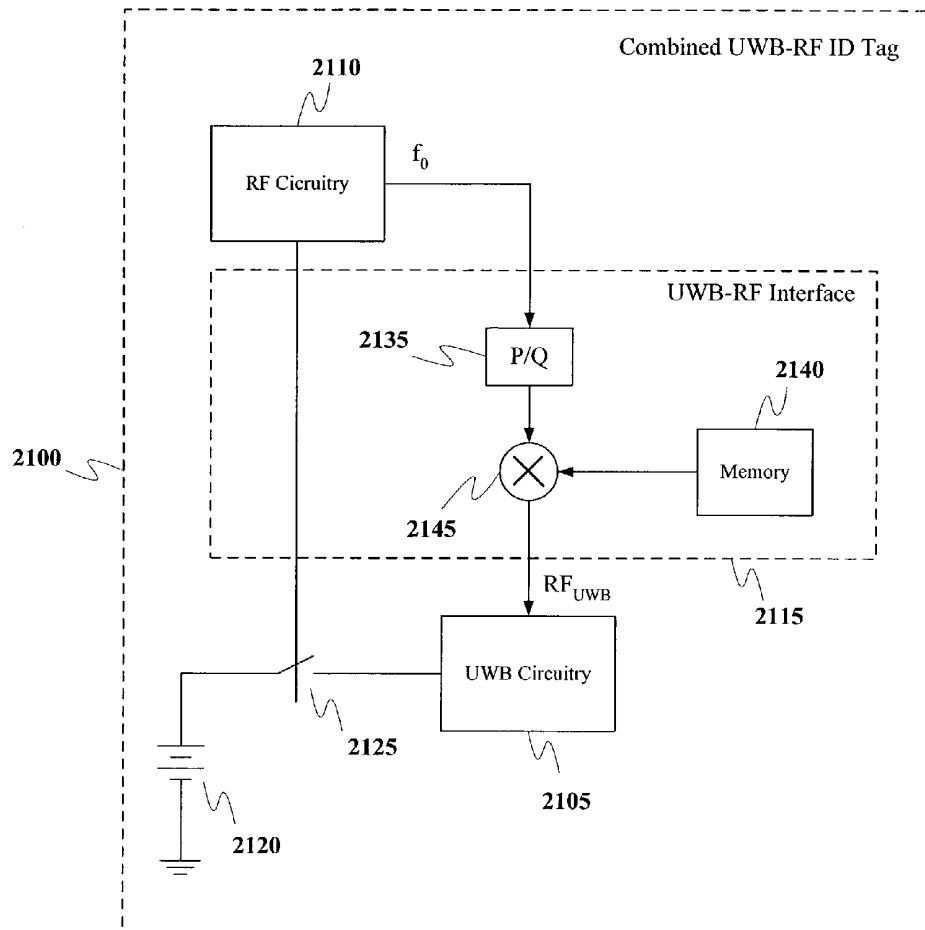 Combined UWB-RF ID Tag
2110
f₀
RF Cicruitry
UWB-RF Interface
2135
P/Q
2140
Memory
2100
2145
RF_UWB
2115
UWB Circuitry
2125
2105
2120